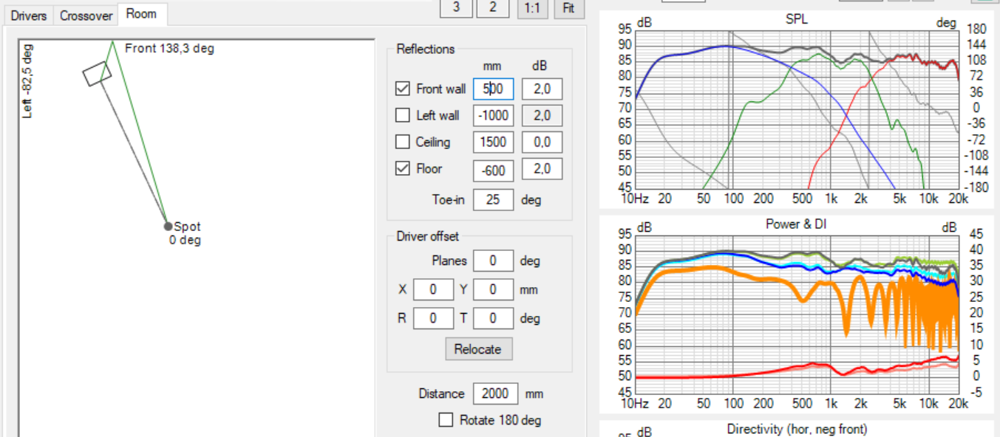 Drivers Crossover Room
3 2 1:1 Fit
Left -82,5 deg
Front 138,3 deg
Spot
0 deg
Reflections
mm dB
Front wall 500 2,0
Left wall -1000 2,0
Ceiling 1500 0,0
Floor -600 2,0
Toe-in 25 deg
Driver offset
Planes 0 deg
X 0 Y 0 mm
R 0 T 0 deg
Relocate
Distance 2000 mm
Rotate 180 deg
dB SPL deg
95 180
90 144
85 108
80 72
75 36
70 0
65 -36
60 -72
55 -108
50 -144
45 -180
10Hz 20 50 100 200 500 1k 2k 5k 10k 20k
dB Power & DI dB
95 45
90 40
85 35
80 30
75 25
70 20
65 15
60 10
55 5
50 0
45 -5
10Hz 20 50 100 200 500 1k 2k 5k 10k 20k
dB Directivity (hor, neg front)
95